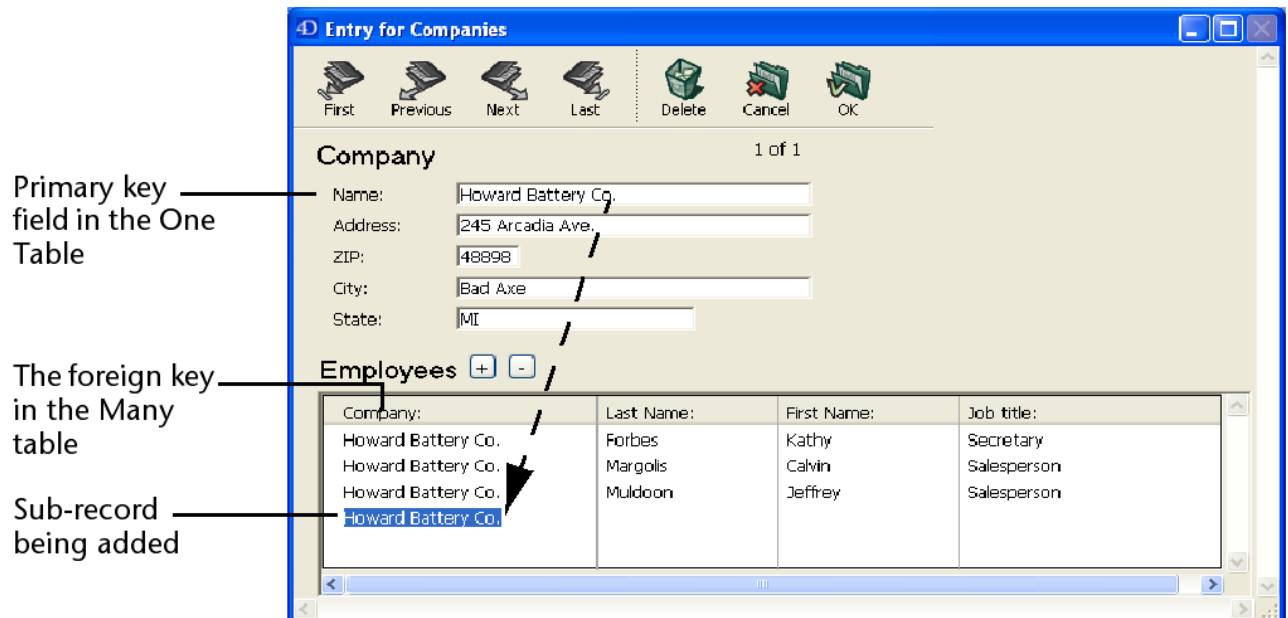 4D Entry for Companies
First Previous Next Last Delete Cancel OK
Company
1 of 1
Primary key
field in the One
Table
Name: Howard Battery Co.
Address: 245 Arcadia Ave.
ZIP: 48898
City: Bad Axe
State: MI
The foreign key
in the Many
table
Employees + -
Company: Last Name: First Name: Job title:
Howard Battery Co. Forbes Kathy Secretary
Howard Battery Co. Margolis Calvin Salesperson
Howard Battery Co. Muldoon Jeffrey Salesperson
Sub-record
being added
Howard Battery Co.